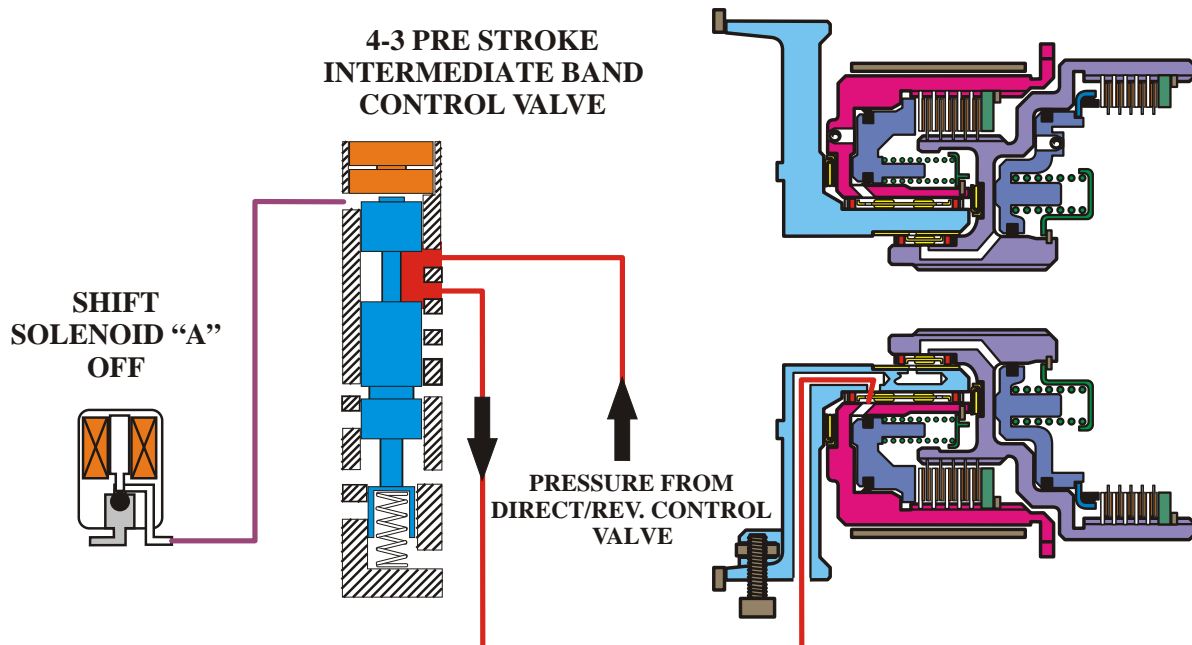 4-3 PRE STROKE
INTERMEDIATE BAND
CONTROL VALVE
SHIFT
SOLENOID “A”
OFF
PRESSURE FROM
DIRECT/REV. CONTROL
VALVE